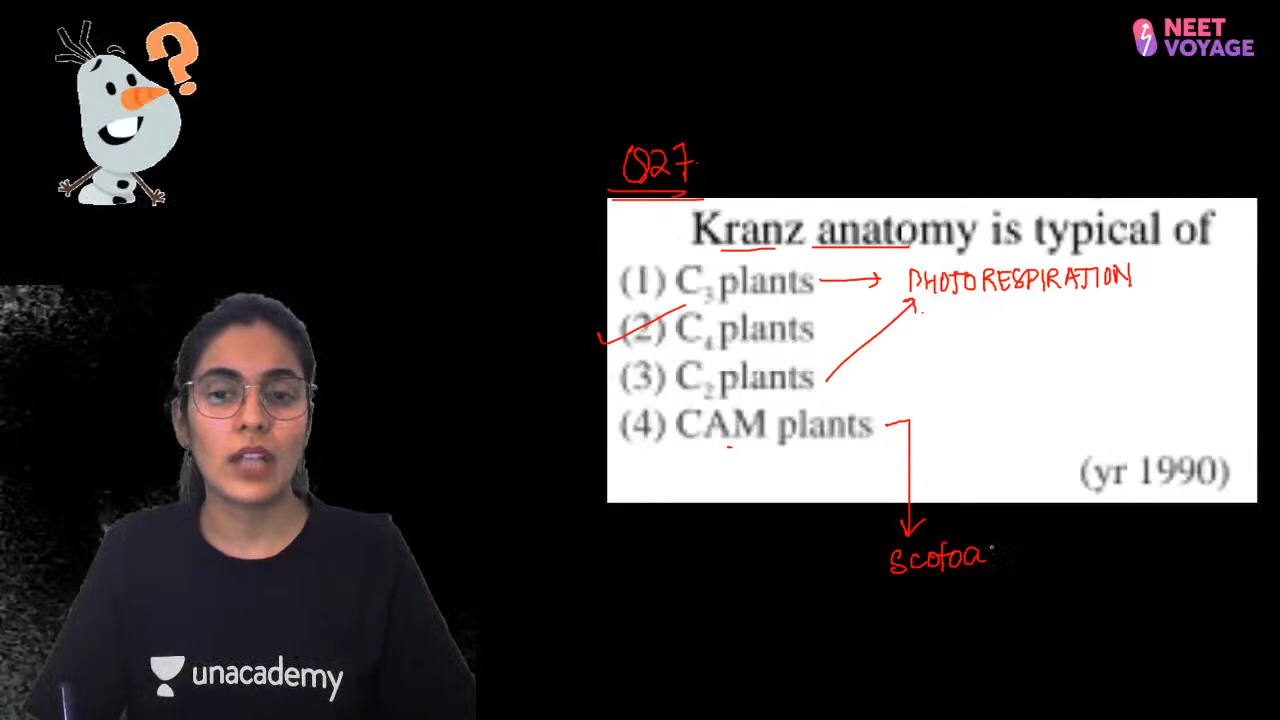 NEET
VOYAGE
Q27
Kranz anatomy is typical of
(1) C₃ plants → PHOTORESPIRATION
(2) C₄ plants
(3) C₂ plants
(4) CAM plants
(yr 1990)
scotoa
unacademy